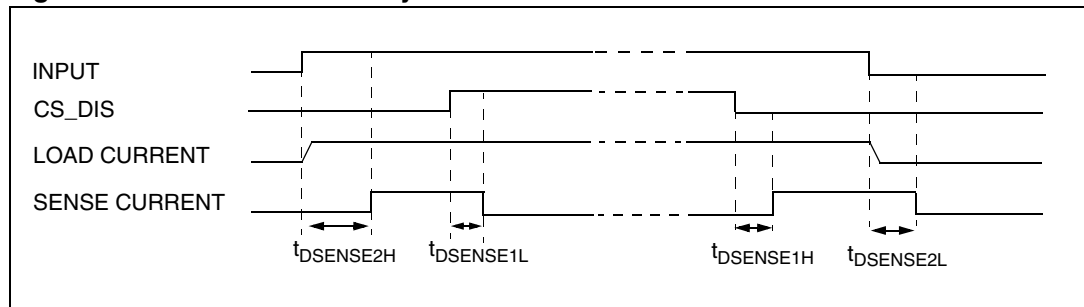 INPUT
CS_DIS
LOAD CURRENT
SENSE CURRENT
tDSENSE2H tDSENSE1L tDSENSE1H tDSENSE2L